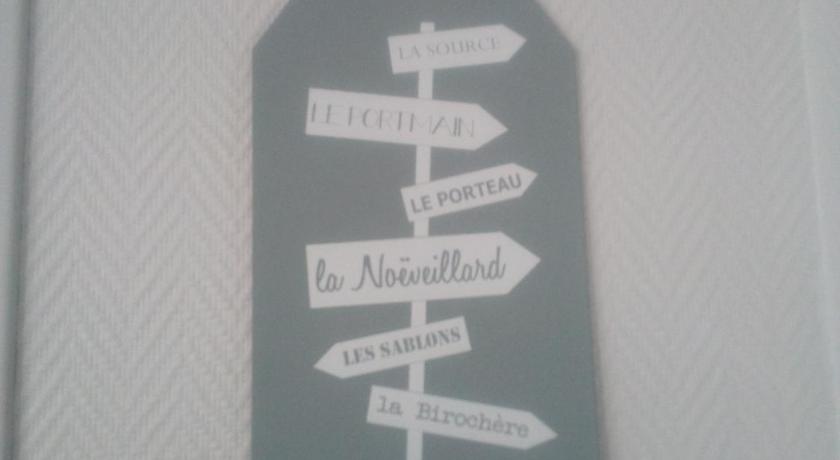 LA SOURCE
LE PORTMAIN
LE PORTEAU
la Noëveillard
LES SABLONS
la Birochère